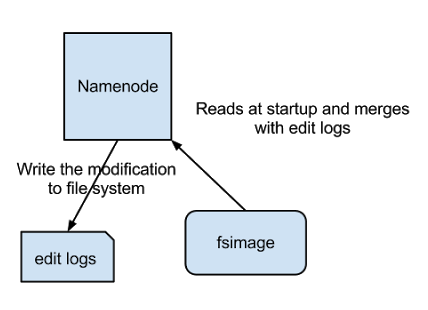 Namenode
Reads at startup and merges
with edit logs
Write the modification
to file system
fsimage
edit logs